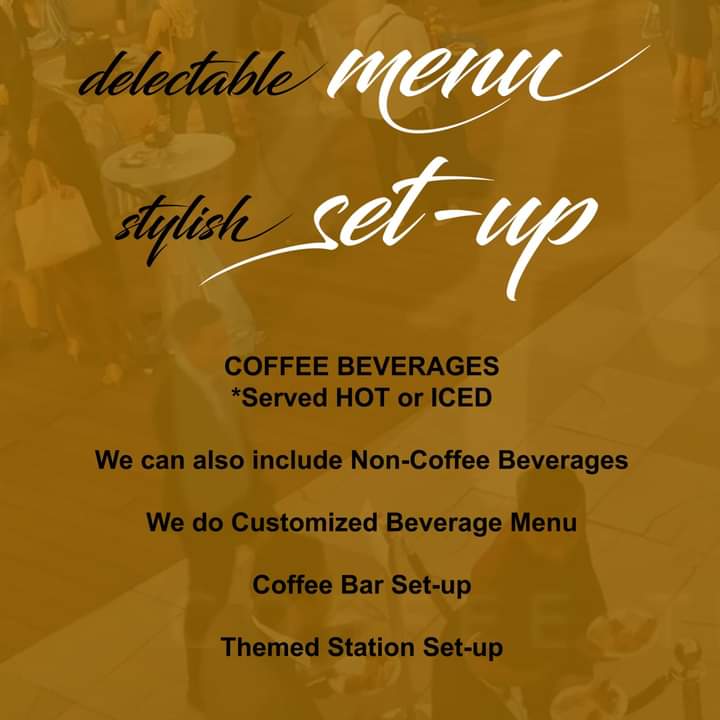 delectable menu
stylish set-up
COFFEE BEVERAGES
*Served HOT or ICED
We can also include Non-Coffee Beverages
We do Customized Beverage Menu
Coffee Bar Set-up
Themed Station Set-up